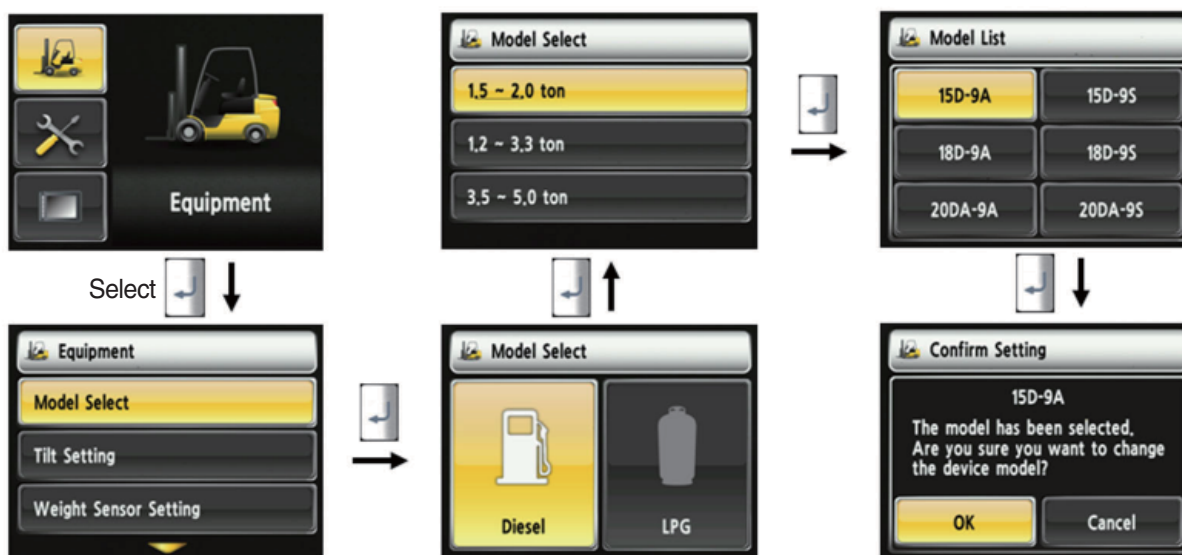 Equipment
Select
Equipment
Model Select
Tilt Setting
Weight Sensor Setting
Model Select
Diesel
LPG
Model Select
1.5 ~ 2.0 ton
1.2 ~ 3.3 ton
3.5 ~ 5.0 ton
Model List
15D-9A
15D-9S
18D-9A
18D-9S
20DA-9A
20DA-9S
Confirm Setting
15D-9A
The model has been selected.
Are you sure you want to change
the device model?
OK
Cancel